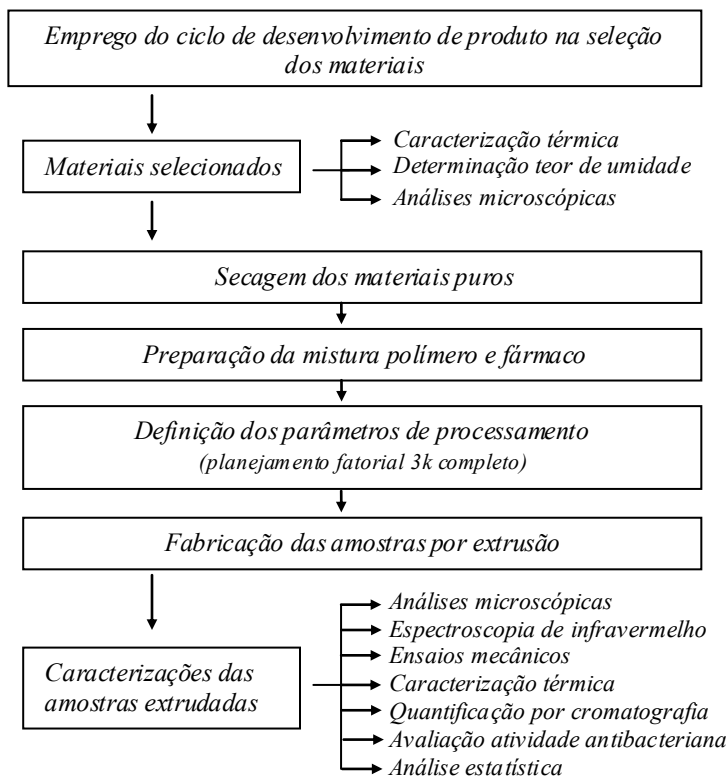 Emprego do ciclo de desenvolvimento de produto na seleção
dos materiais
Materiais selecionados
Caracterização térmica
Determinação teor de umidade
Análises microscópicas
Secagem dos materiais puros
Preparação da mistura polímero e fármaco
Definição dos parâmetros de processamento
(planejamento fatorial 3k completo)
Fabricação das amostras por extrusão
Caracterizações das
amostras extrudadas
Análises microscópicas
Espectroscopia de infravermelho
Ensaios mecânicos
Caracterização térmica
Quantificação por cromatografia
Avaliação atividade antibacteriana
Análise estatística